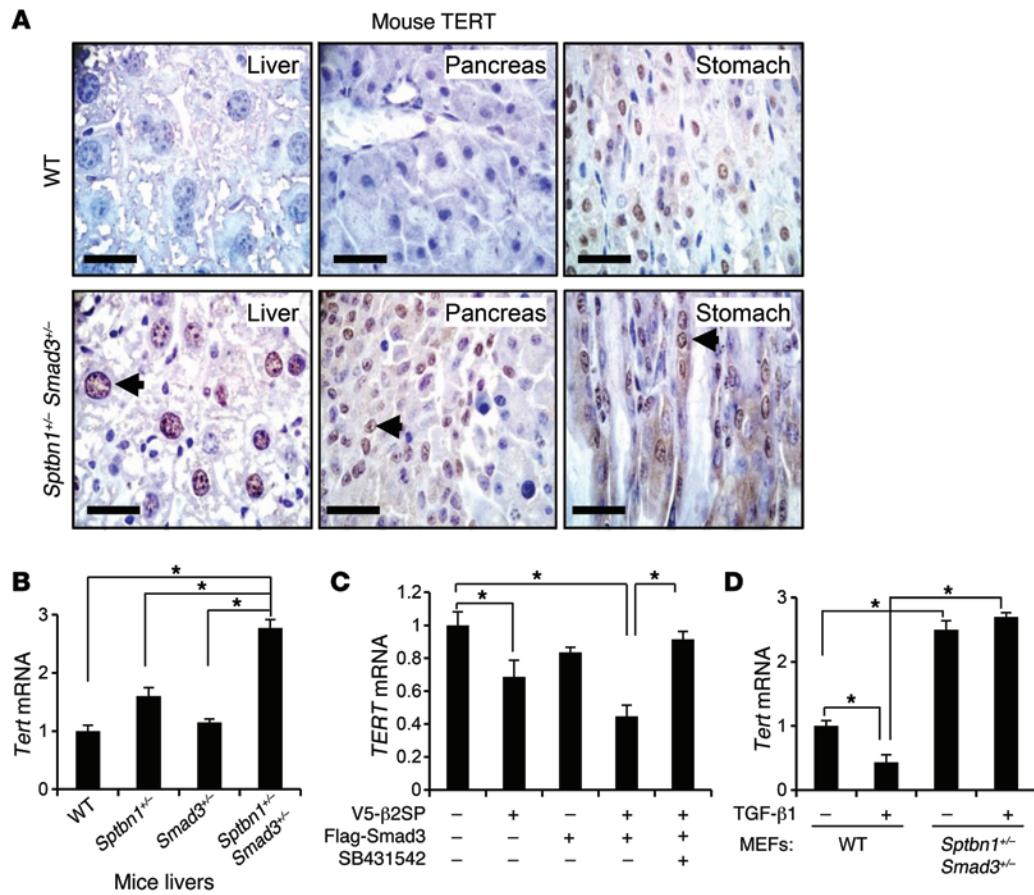 A
Mouse TERT
WT
Liver
Pancreas
Stomach
Sptbn1+/– Smad3+/–
Liver
Pancreas
Stomach
B
Tert mRNA
3
2
1
0
* * *
WT
Sptbn1+/–
Smad3+/–
Sptbn1+/–
Smad3+/–
Mice livers
C
TERT mRNA
1
0.8
0.6
0.4
0.2
0
* * *
V5-β2SP – + – + +
Flag-Smad3 – – + + +
SB431542 – – – – +
D
Tert mRNA
3
2
1
0
* * *
TGF-β1 – + – +
MEFs: WT Sptbn1+/–
Smad3+/–